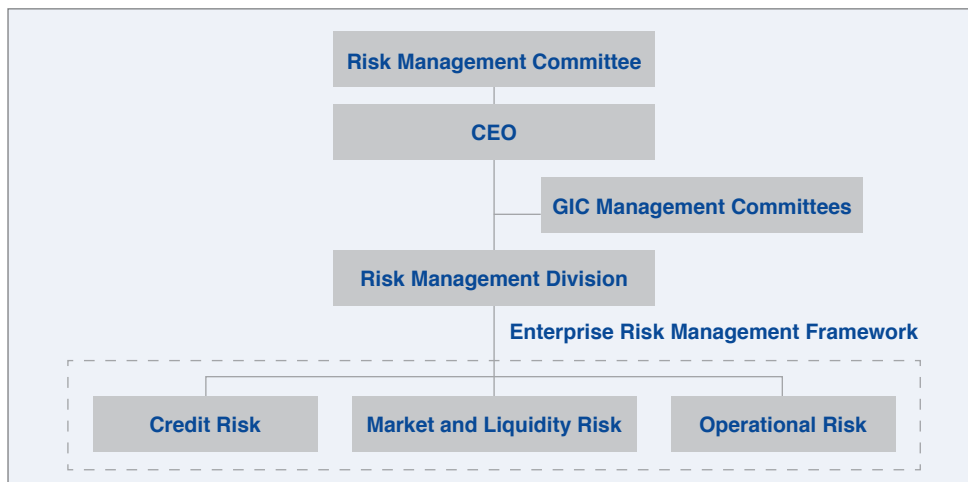 Risk Management Committee
CEO
GIC Management Committees
Risk Management Division
Enterprise Risk Management Framework
Credit Risk
Market and Liquidity Risk
Operational Risk